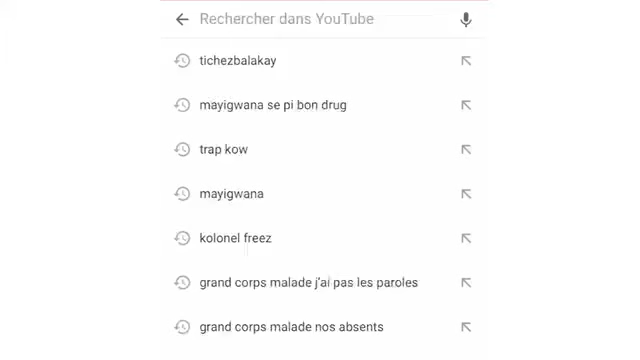 Rechercher dans YouTube
tichezbalakay
mayigwana se pi bon drug
trap kow
mayigwana
kolonel freez
grand corps malade j'ai pas les paroles
grand corps malade nos absents